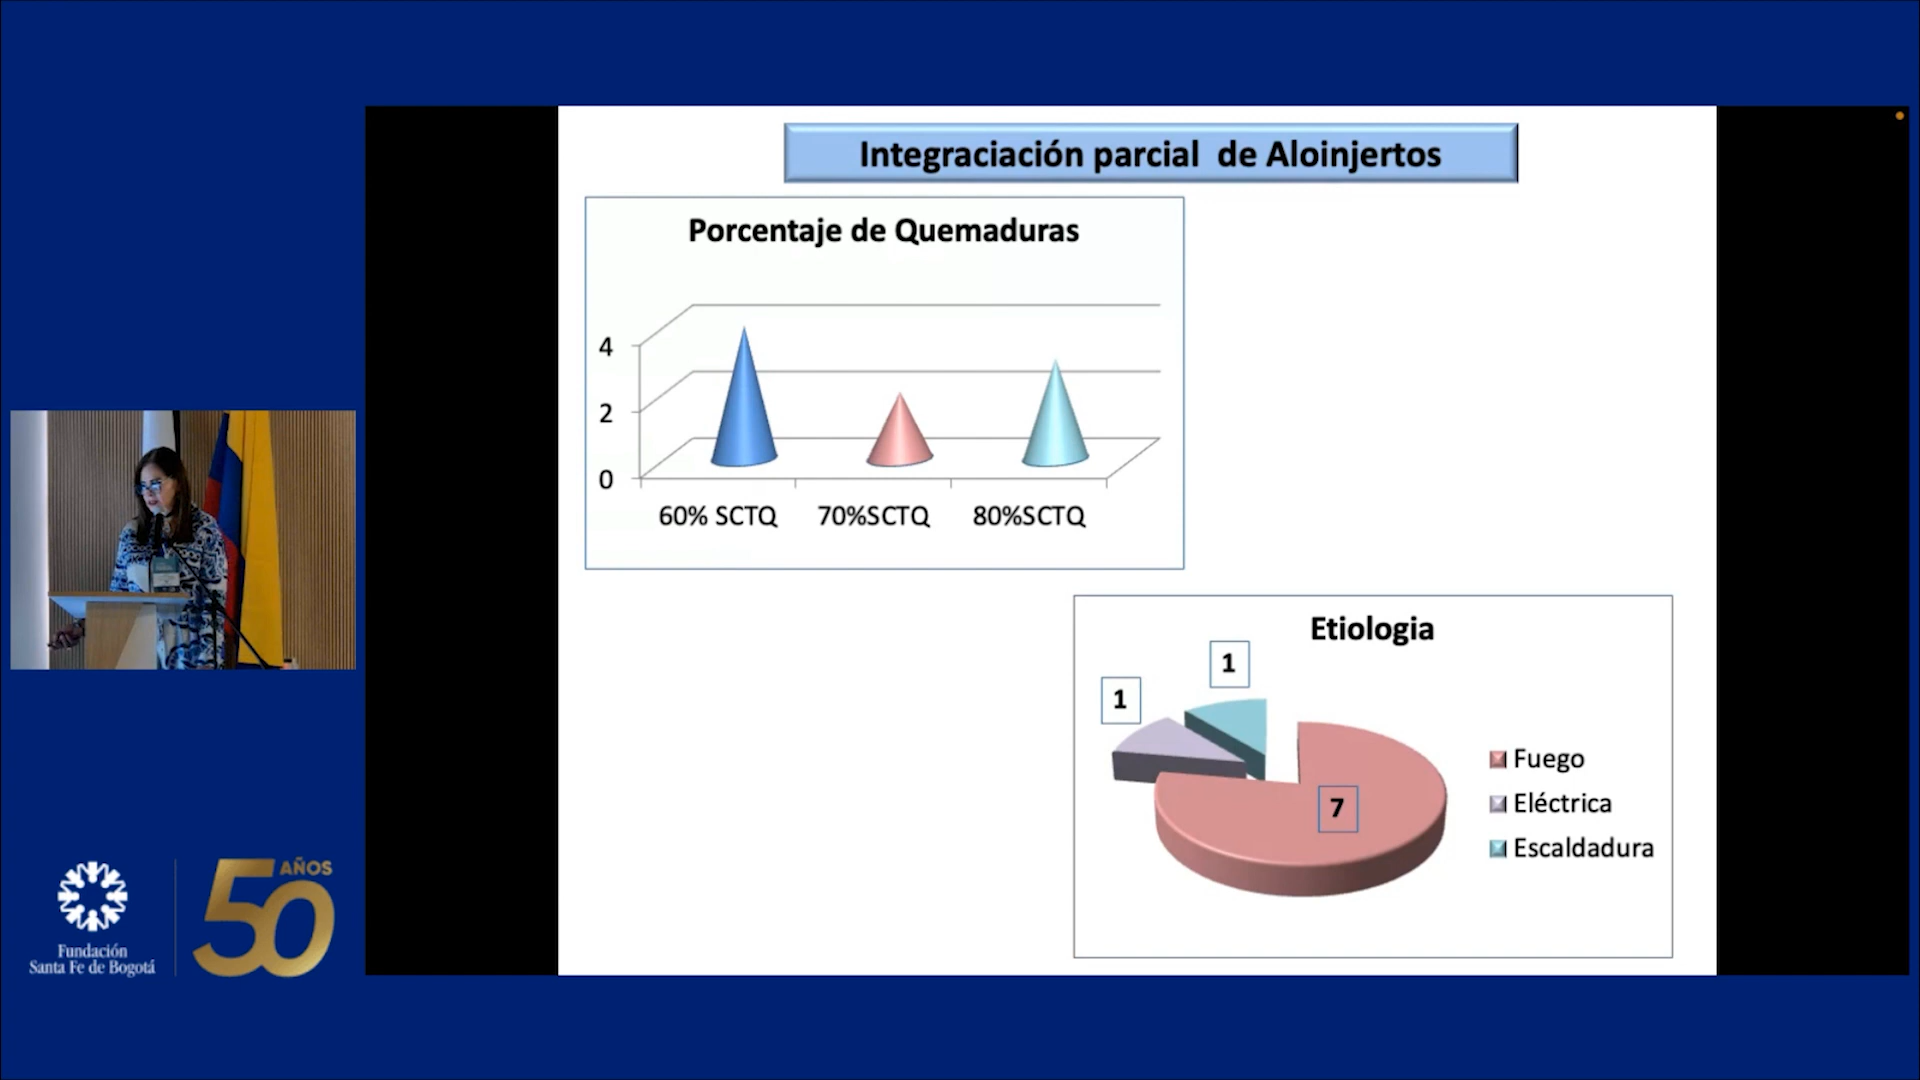 Integraciación parcial de Aloinjertos
Porcentaje de Quemaduras
4
2
0
60% SCTQ
70%SCTQ
80%SCTQ
Etiologia
1
1
7
Fuego
Eléctrica
Escaldadura
Fundación
Santa Fe de Bogotá
50
AÑOS